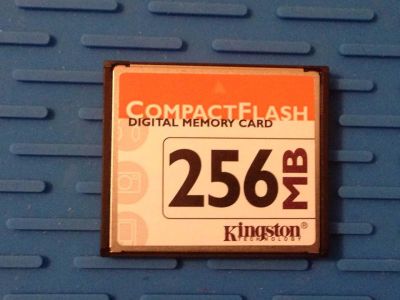 COMPACTFLASH
DIGITAL MEMORY CARD
256 MB
Kingston
TECHNOLOGY